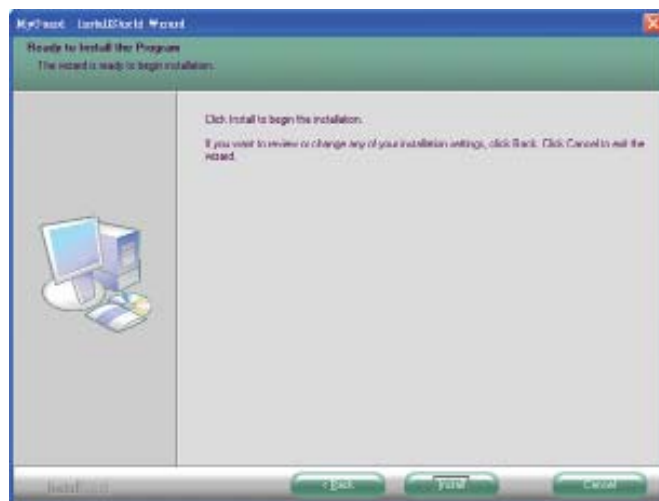 InstallShield Wizard
Ready to Install the Program
The wizard is ready to begin installation.
Click Install to begin the installation.
If you want to review or change any of your installation settings, click Back. Click Cancel to exit the
wizard.
InstallShield
< Back
Install
Cancel